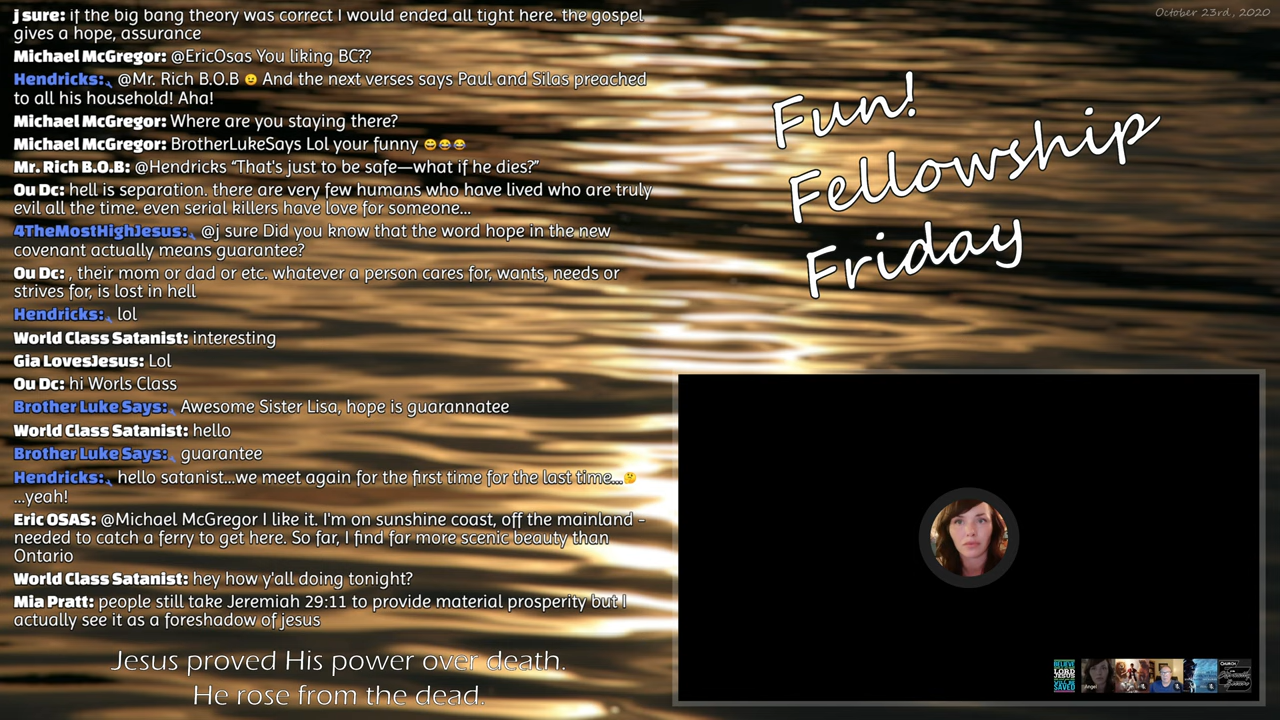 j sure: if the big bang theory was correct I would ended all tight here. the gospel
gives a hope, assurance
Michael McGregor: @EricOsas You liking BC??
Hendricks: @Mr. Rich B.O.B 😉 And the next verses says Paul and Silas preached
to all his household! Aha!
Michael McGregor: Where are you staying there?
Michael McGregor: BrotherLukeSays Lol your funny 😄😂😂
Mr. Rich B.O.B: @Hendricks “That's just to be safe—what if he dies?”
Ou Dc: hell is separation. there are very few humans who have lived who are truly
evil all the time. even serial killers have love for someone...
4TheMostHighJesus: @j sure Did you know that the word hope in the new
covenant actually means guarantee?
Ou Dc: , their mom or dad or etc. whatever a person cares for, wants, needs or
strives for, is lost in hell
Hendricks: lol
World Class Satanist: interesting
Gia LovesJesus: Lol
Ou Dc: hi Worls Class
Brother Luke Says: Awesome Sister Lisa, hope is guarannatee
World Class Satanist: hello
Brother Luke Says: guarantee
Hendricks: hello satanist...we meet again for the first time for the last time...🤔
...yeah!
Eric OSAS: @Michael McGregor I like it. I'm on sunshine coast, off the mainland -
needed to catch a ferry to get here. So far, I find far more scenic beauty than
Ontario
World Class Satanist: hey how y'all doing tonight?
Mia Pratt: people still take Jeremiah 29:11 to provide material prosperity but I
actually see it as a foreshadow of jesus
Jesus proved His power over death.
He rose from the dead.
October 23rd, 2020
Fun!
Fellowship
Friday
BELIEVE
LORD
JESUS
SAVED
Angel
CHURCH